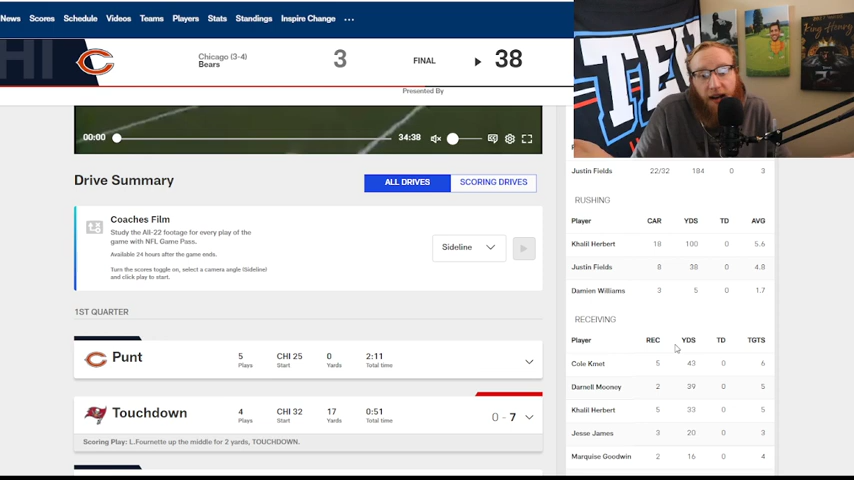 News Scores Schedule Videos Teams Players Stats Standings Inspire Change ...
Chicago (3-4)
Bears
3
FINAL
38
Presented By
00:00
34:38
Drive Summary
ALL DRIVES
SCORING DRIVES
Coaches Film
Study the All-22 footage for every play of the
game with NFL Game Pass.
Available 24 hours after the game ends.
Turn the scores toggle on, select a camera angle (Sideline)
and click play to start.
Sideline
1ST QUARTER
Punt
5 CHI 25 0 2:11
Plays Start Yards Total time
Touchdown
4 CHI 32 17 0:51
Plays Start Yards Total time
0 - 7
Scoring Play: L.Fournette up the middle for 2 yards, TOUCHDOWN.
Justin Fields 22/32 184 0 3
RUSHING
Player CAR YDS TD AVG
Khalil Herbert 18 100 0 5.6
Justin Fields 8 38 0 4.8
Damien Williams 3 5 0 1.7
RECEIVING
Player REC YDS TD TGTS
Cole Kmet 5 43 0 6
Darnell Mooney 2 39 0 5
Khalil Herbert 5 33 0 5
Jesse James 3 20 0 3
Marquise Goodwin 2 16 0 4
TE
King Henry